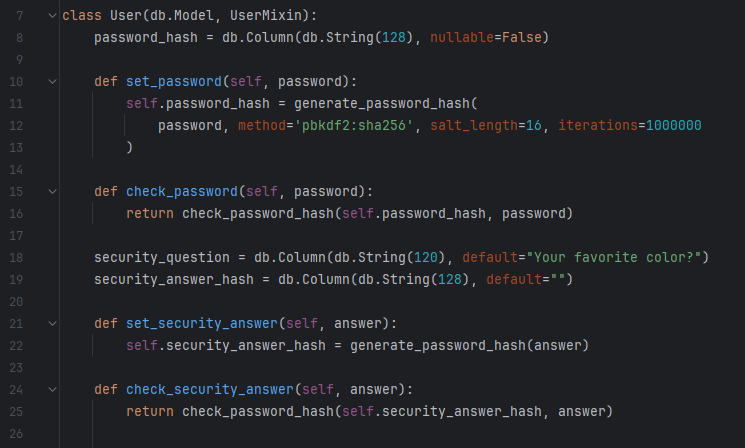 7 class User(db.Model, UserMixin):
8     password_hash = db.Column(db.String(128), nullable=False)
9
10     def set_password(self, password):
11         self.password_hash = generate_password_hash(
12             password, method='pbkdf2:sha256', salt_length=16, iterations=1000000
13         )
14
15     def check_password(self, password):
16         return check_password_hash(self.password_hash, password)
17
18     security_question = db.Column(db.String(120), default="Your favorite color?")
19     security_answer_hash = db.Column(db.String(128), default="")
20
21     def set_security_answer(self, answer):
22         self.security_answer_hash = generate_password_hash(answer)
23
24     def check_security_answer(self, answer):
25         return check_password_hash(self.security_answer_hash, answer)
26